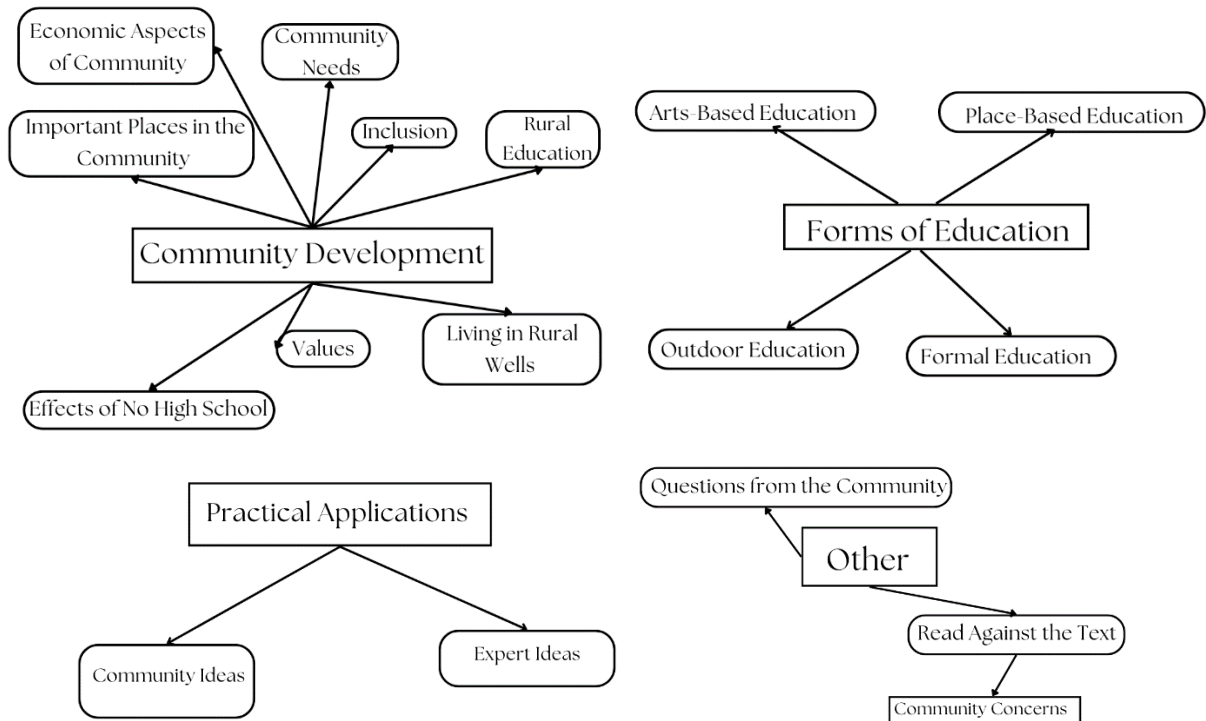 Economic Aspects
of Community
Community
Needs
Important Places in the
Community
Inclusion
Rural
Education
Community Development
Values
Living in Rural
Wells
Effects of No High School
Arts-Based Education
Place-Based Education
Forms of Education
Outdoor Education
Formal Education
Practical Applications
Community Ideas
Expert Ideas
Questions from the Community
Other
Read Against the Text
Community Concerns